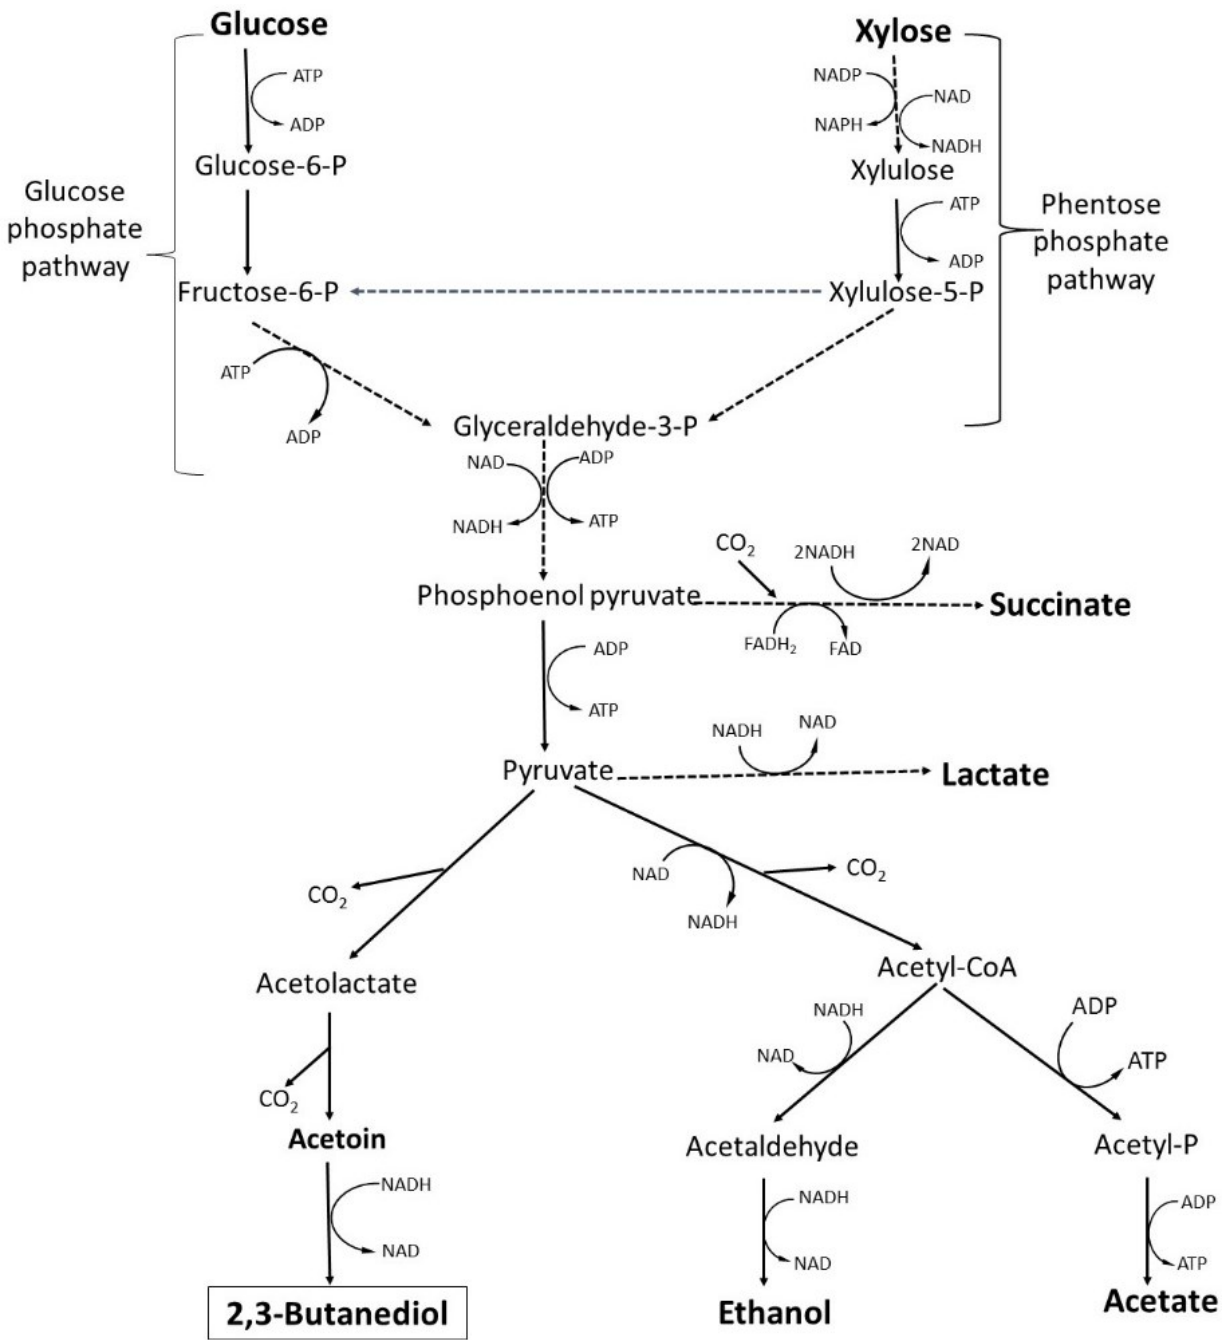 Glucose
Xylose
ATP
ADP
NADP
NAPH
NAD
NADH
Glucose-6-P
Xylulose
Glucose
phosphate
pathway
ATP
ADP
Phentose
phosphate
pathway
Fructose-6-P
Xylulose-5-P
ATP
ADP
Glyceraldehyde-3-P
NAD
NADH
ADP
ATP
CO2
2NADH
2NAD
Phosphoenol pyruvate
Succinate
FADH2
FAD
ADP
ATP
NADH
NAD
Pyruvate
Lactate
CO2
NAD
NADH
CO2
Acetolactate
Acetyl-CoA
CO2
NADH
NAD
ADP
ATP
Acetoin
Acetaldehyde
Acetyl-P
NADH
NAD
NADH
NAD
ADP
ATP
2,3-Butanediol
Ethanol
Acetate